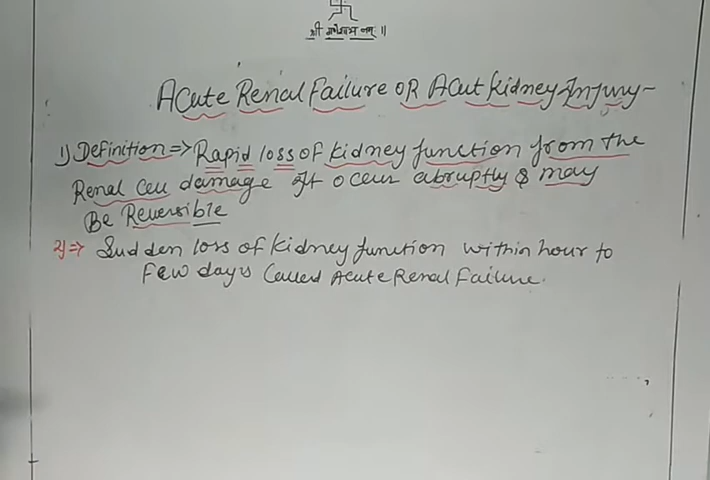 श्री गणेशाय नमः ॥
Acute Renal Failure OR Acut Kidney Injury-
1) Definition => Rapid loss of kidney function from the
Renal Cell damage It occur abruptly & may
Be Reversible
2) => Sudden loss of kidney function within hour to
Few days Called Acute Renal Failure.